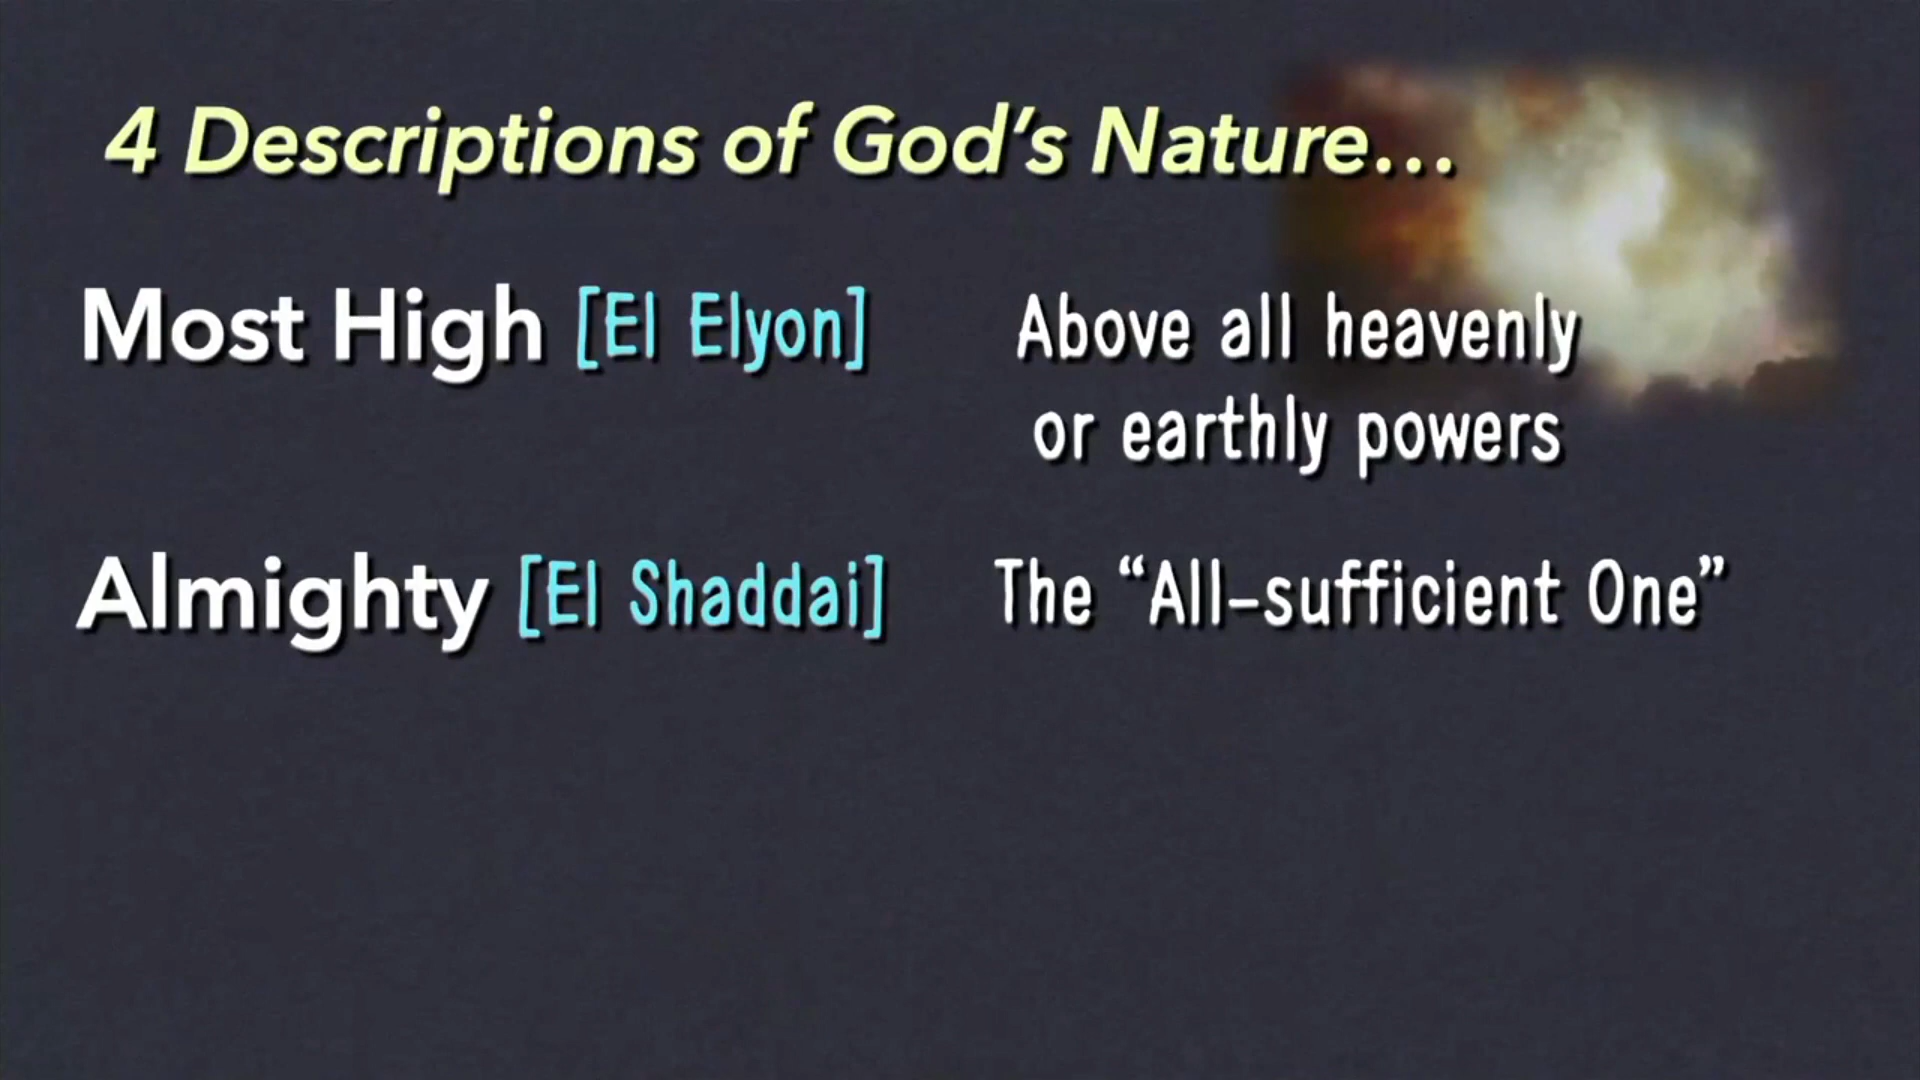 4 Descriptions of God’s Nature...
Most High [El Elyon] Above all heavenly
or earthly powers
Almighty [El Shaddai] The “All-sufficient One”